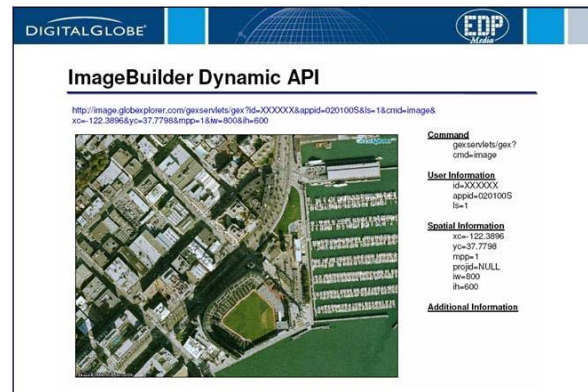 DIGITALGLOBE®
EDP
Media
ImageBuilder Dynamic API
http://image.globexplorer.com/gexservlets/gex?id=XXXXXX&appid=020100S&ls=1&cmd=image&
xc=-122.3896&yc=37.7798&mpp=1&iw=800&ih=600
Command
gexservlets/gex?
cmd=image
User Information
id=XXXXXX
appid=020100S
ls=1
Spatial Information
xc=-122.3896
yc=37.7798
mpp=1
projid=NULL
iw=800
ih=600
Additional Information